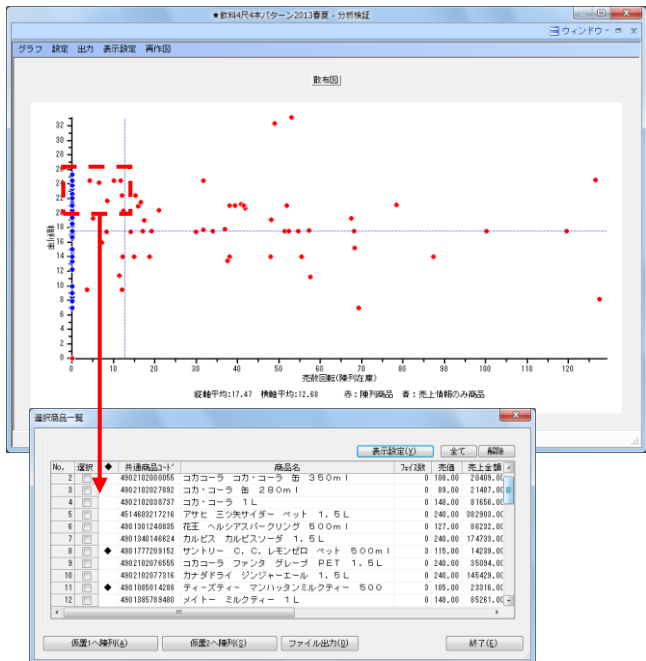 ★飲料4尺4本パターン2013春夏 - 分析検証
ウィンドウ
グラフ 設定 出力 表示設定 再作図
散布図
32
30
28
26
24
22
20
18
16
14
12
10
8
6
4
2
0
0 10 20 30 40 50 60 70 80 90 100 110 120
売数回転(陳列在庫)
縦軸平均:17.47 横軸平均:12.68 赤：陳列商品 青：売上情報のみ商品
選択商品一覧
表示設定(V) 全て 解除
No. 選択 ◆ 共通商品コード 商品名 フェイス数 売価 売上金額
2 4902102000055 コカコーラ コカ・コーラ 缶 350ml 0 108.00 20409.00
3 4902102027892 コカ・コーラ 缶 280ml 0 89.00 21487.00
4 4902102038737 コカ・コーラ 1L 0 148.00 81656.00
5 4514603217216 アサヒ 三ツ矢サイダー ペット 1.5L 0 240.00 382903.00
6 4901301240835 花王 ヘルシアスパークリング 500ml 0 127.00 86232.00
7 4901340146624 カルピス カルピスソーダ 1.5L 0 240.00 174733.00
8 ◆ 4901777209152 サントリー C.C.レモンゼロ ペット 500ml 3 115.00 14239.00
9 4902102076555 コカコーラ ファンタ グレープ PET 1.5L 0 248.00 35094.00
10 4902102077316 カナダドライ ジンジャーエール 1.5L 0 240.00 145429.00
11 ◆ 4901085014288 ティーズティー マンハッタンミルクティー 500 3 105.00 23316.00
12 4901385789480 メイトー ミルクティー 1L 0 148.00 85261.00
仮置1へ陳列(A) 仮置2へ陳列(S) ファイル出力(O) 終了(E)